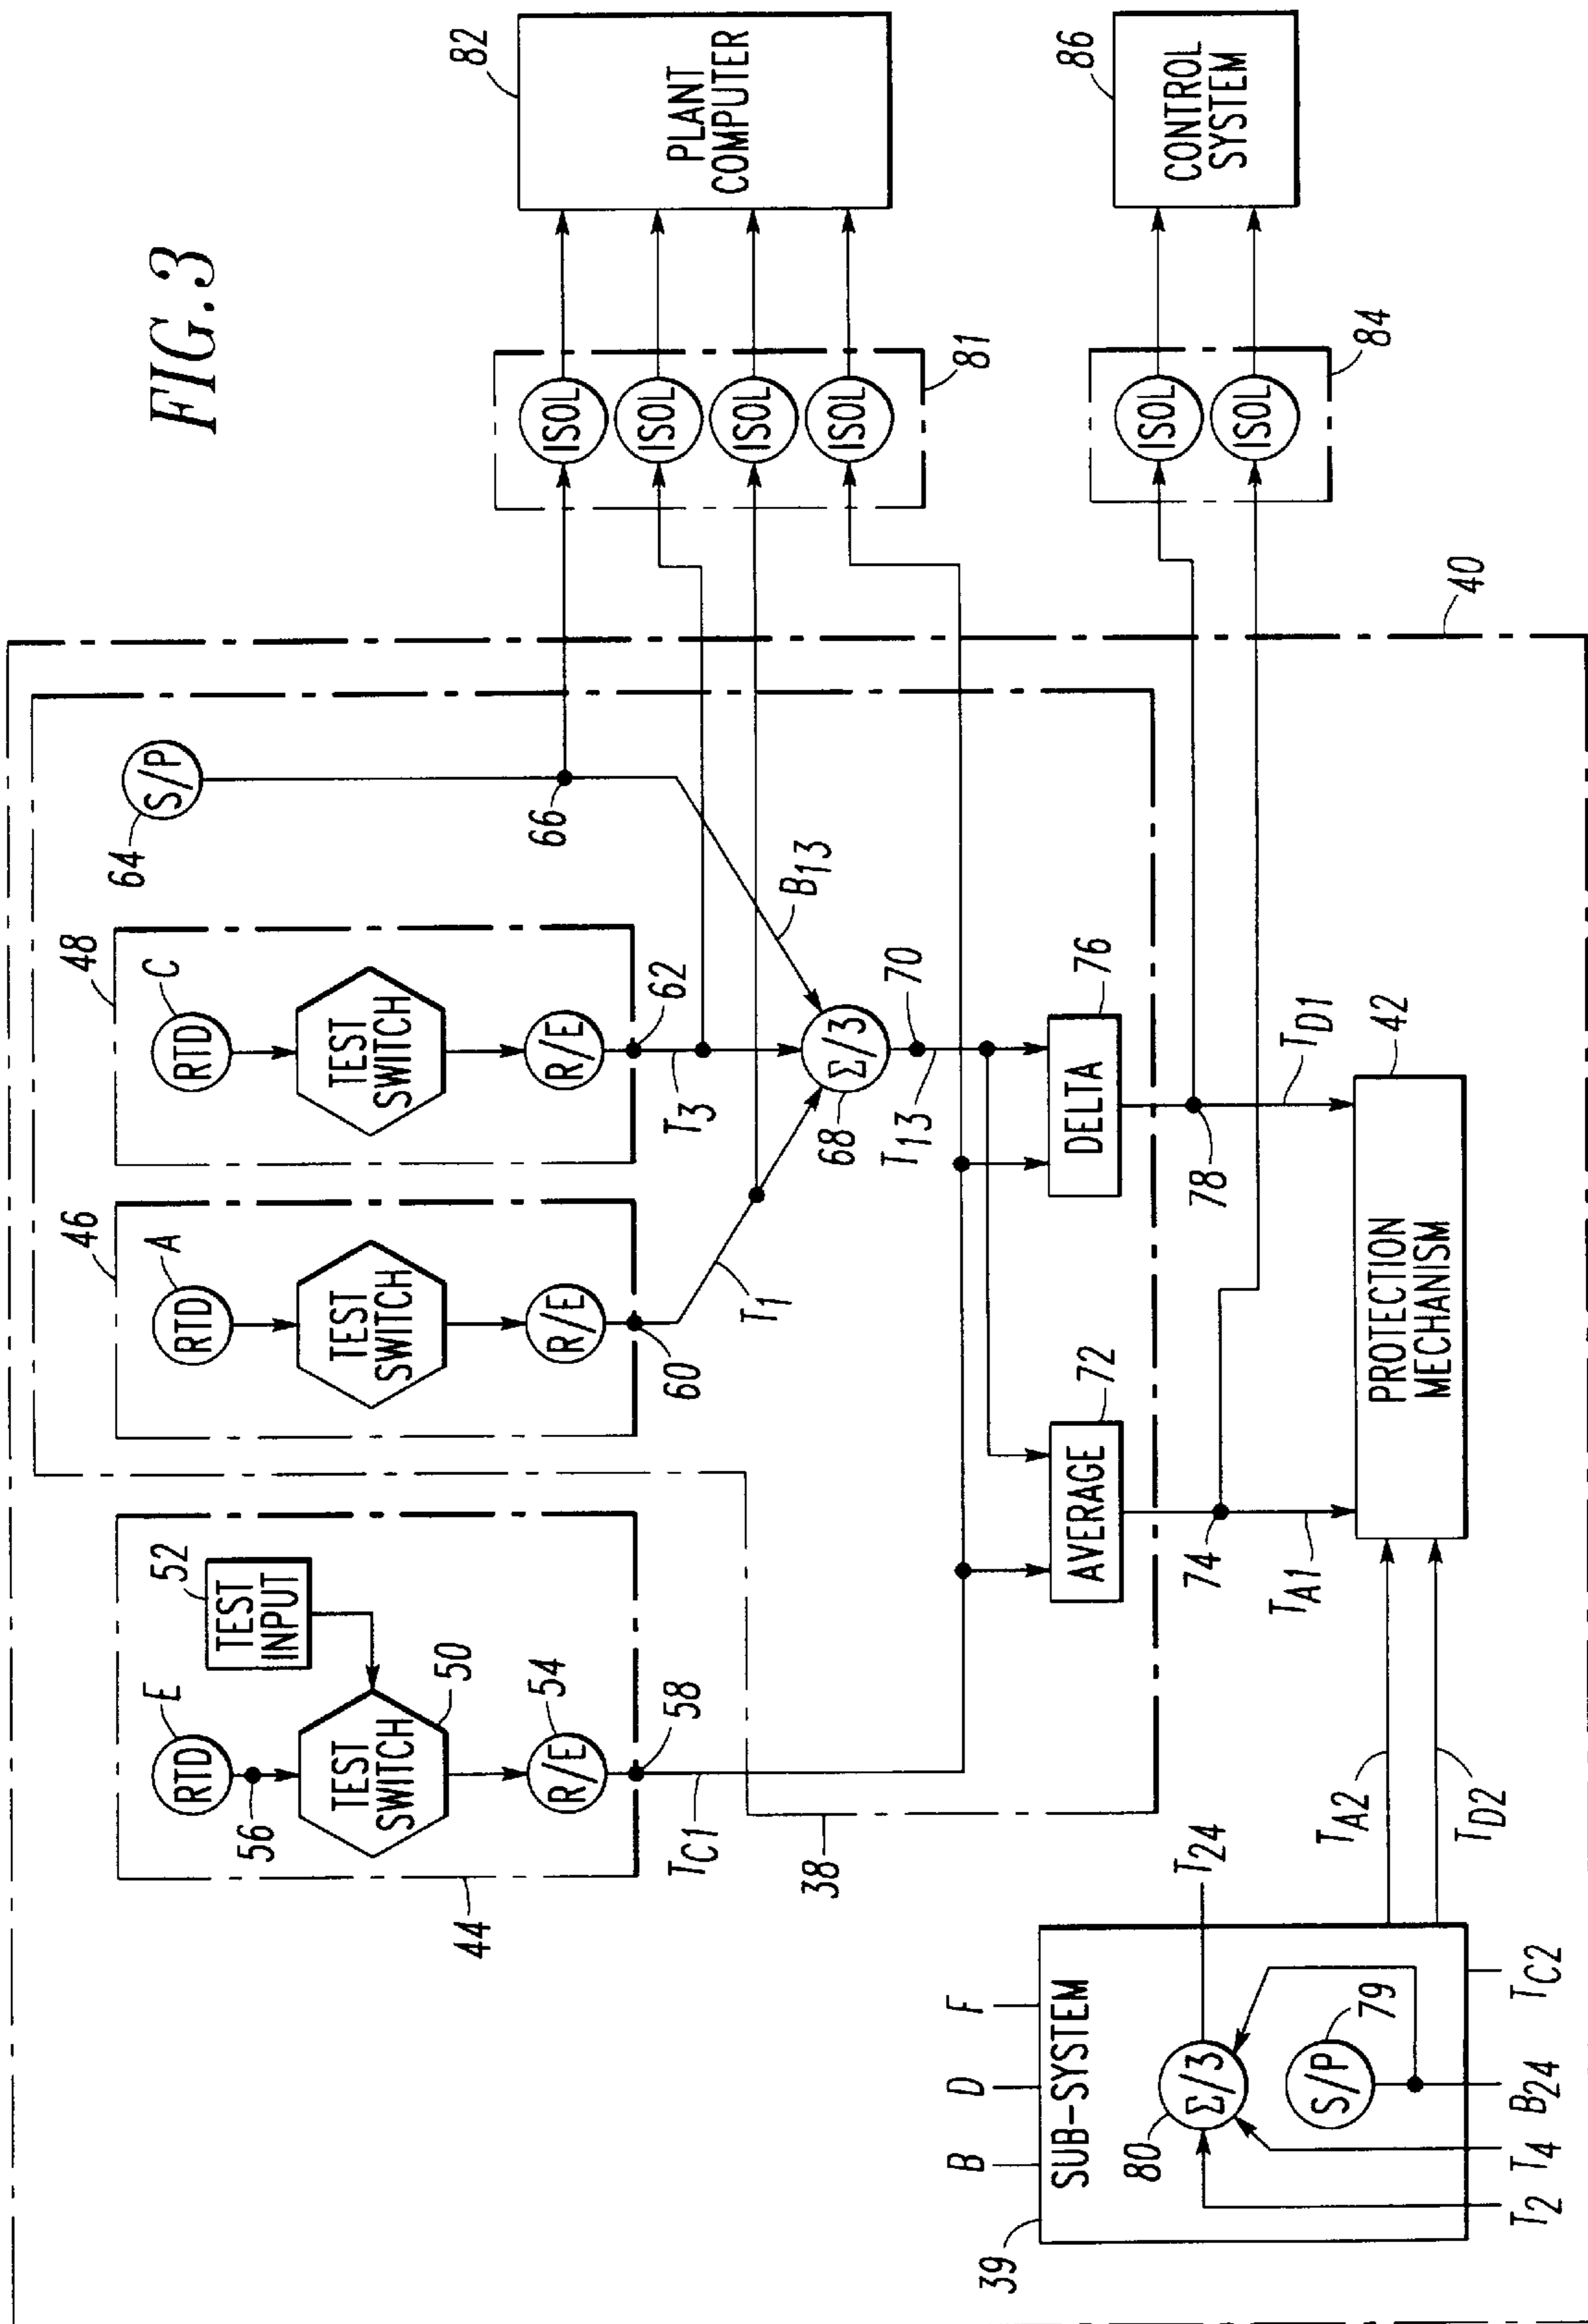 FIG.3
44
E
RTD
56
TEST
SWITCH
50
52
TEST
INPUT
54
R/E
58
TC1
46
A
RTD
TEST
SWITCH
R/E
60
T1
48
C
RTD
TEST
SWITCH
R/E
62
T3
64
S/P
66
B13
Σ/3
68
70
T13
38
AVERAGE
72
74
TA1
DELTA
76
78
TD1
PROTECTION
MECHANISM
42
40
39
B
D
F
SUB-SYSTEM
80
Σ/3
T24
S/P
79
T2
T4
B24
TC2
TA2
TD2
ISOL
ISOL
ISOL
ISOL
81
PLANT
COMPUTER
82
ISOL
ISOL
84
CONTROL
SYSTEM
86